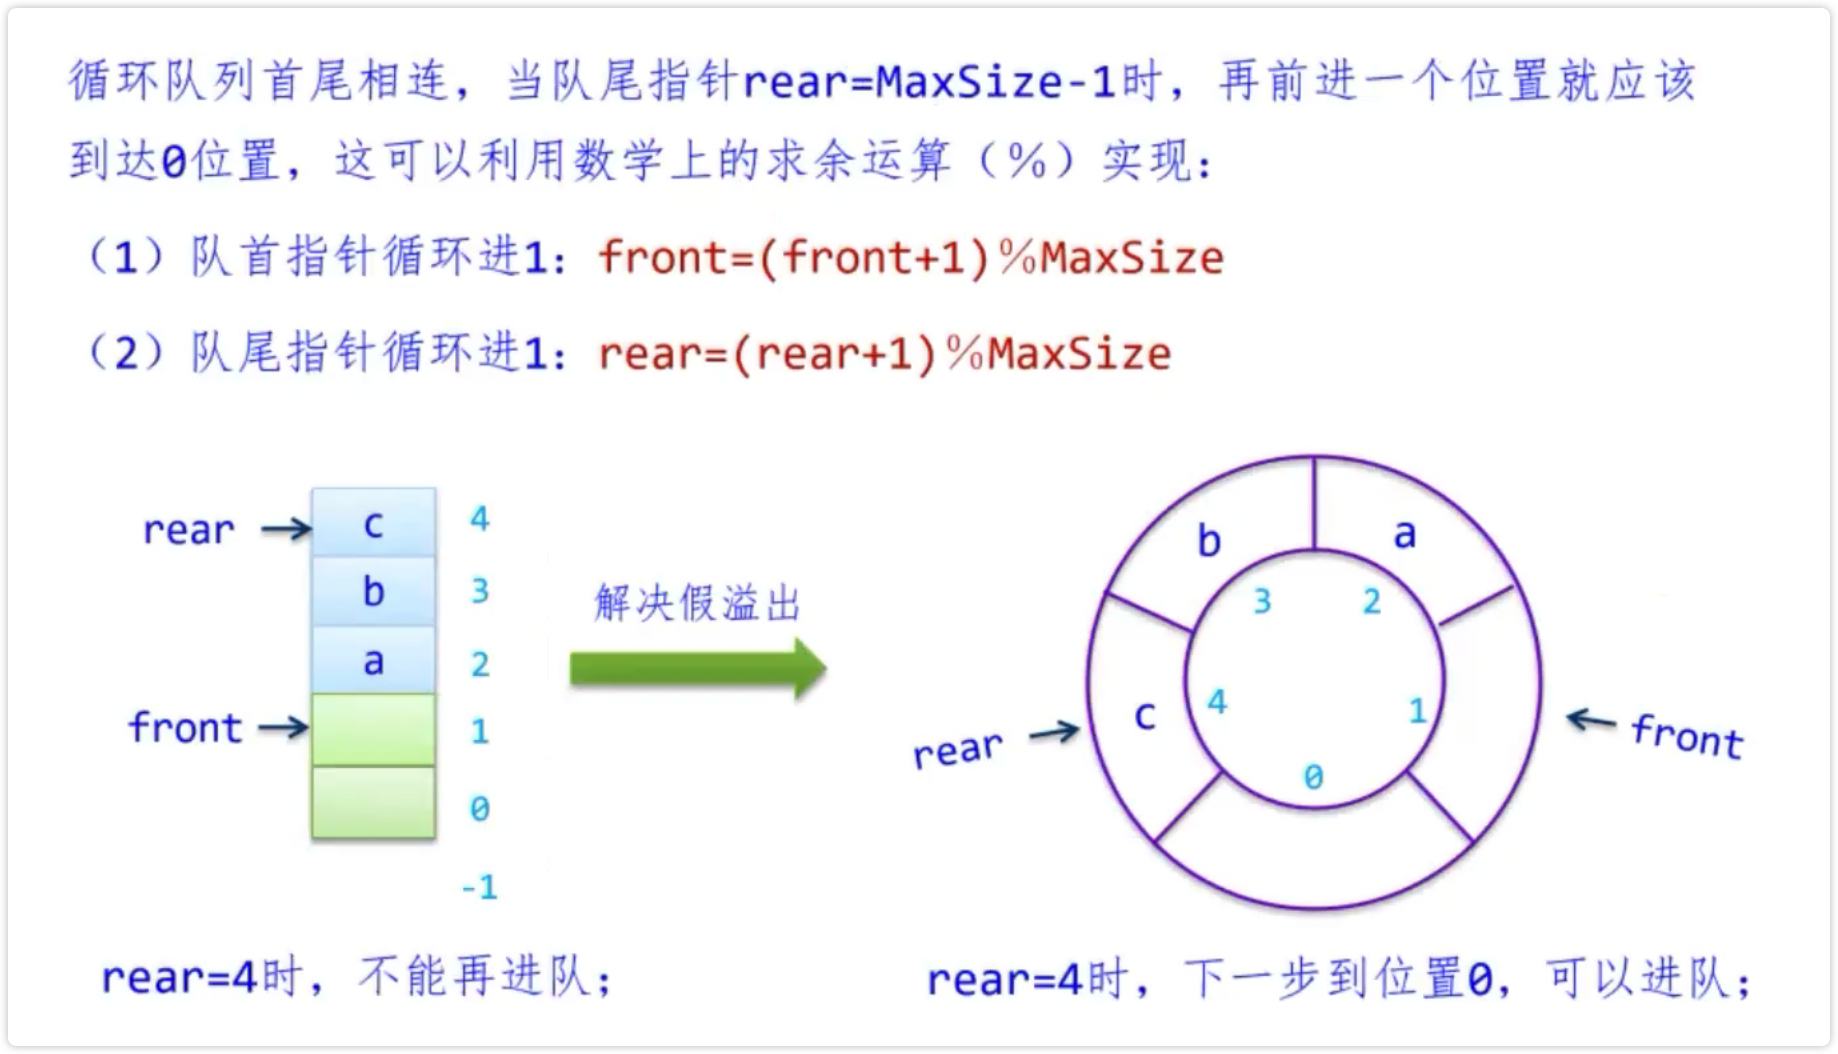 循环队列首尾相连，当队尾指针rear=MaxSize-1时，再前进一个位置就应该
到达0位置，这可以利用数学上的求余运算（%）实现：
（1）队首指针循环进1：front=(front+1)%MaxSize
（2）队尾指针循环进1：rear=(rear+1)%MaxSize
rear
c
4
b
3
a
2
front
1
0
-1
解决假溢出
b
a
3
2
c
4
1
0
rear
front
rear=4时，不能再进队；
rear=4时，下一步到位置0，可以进队；